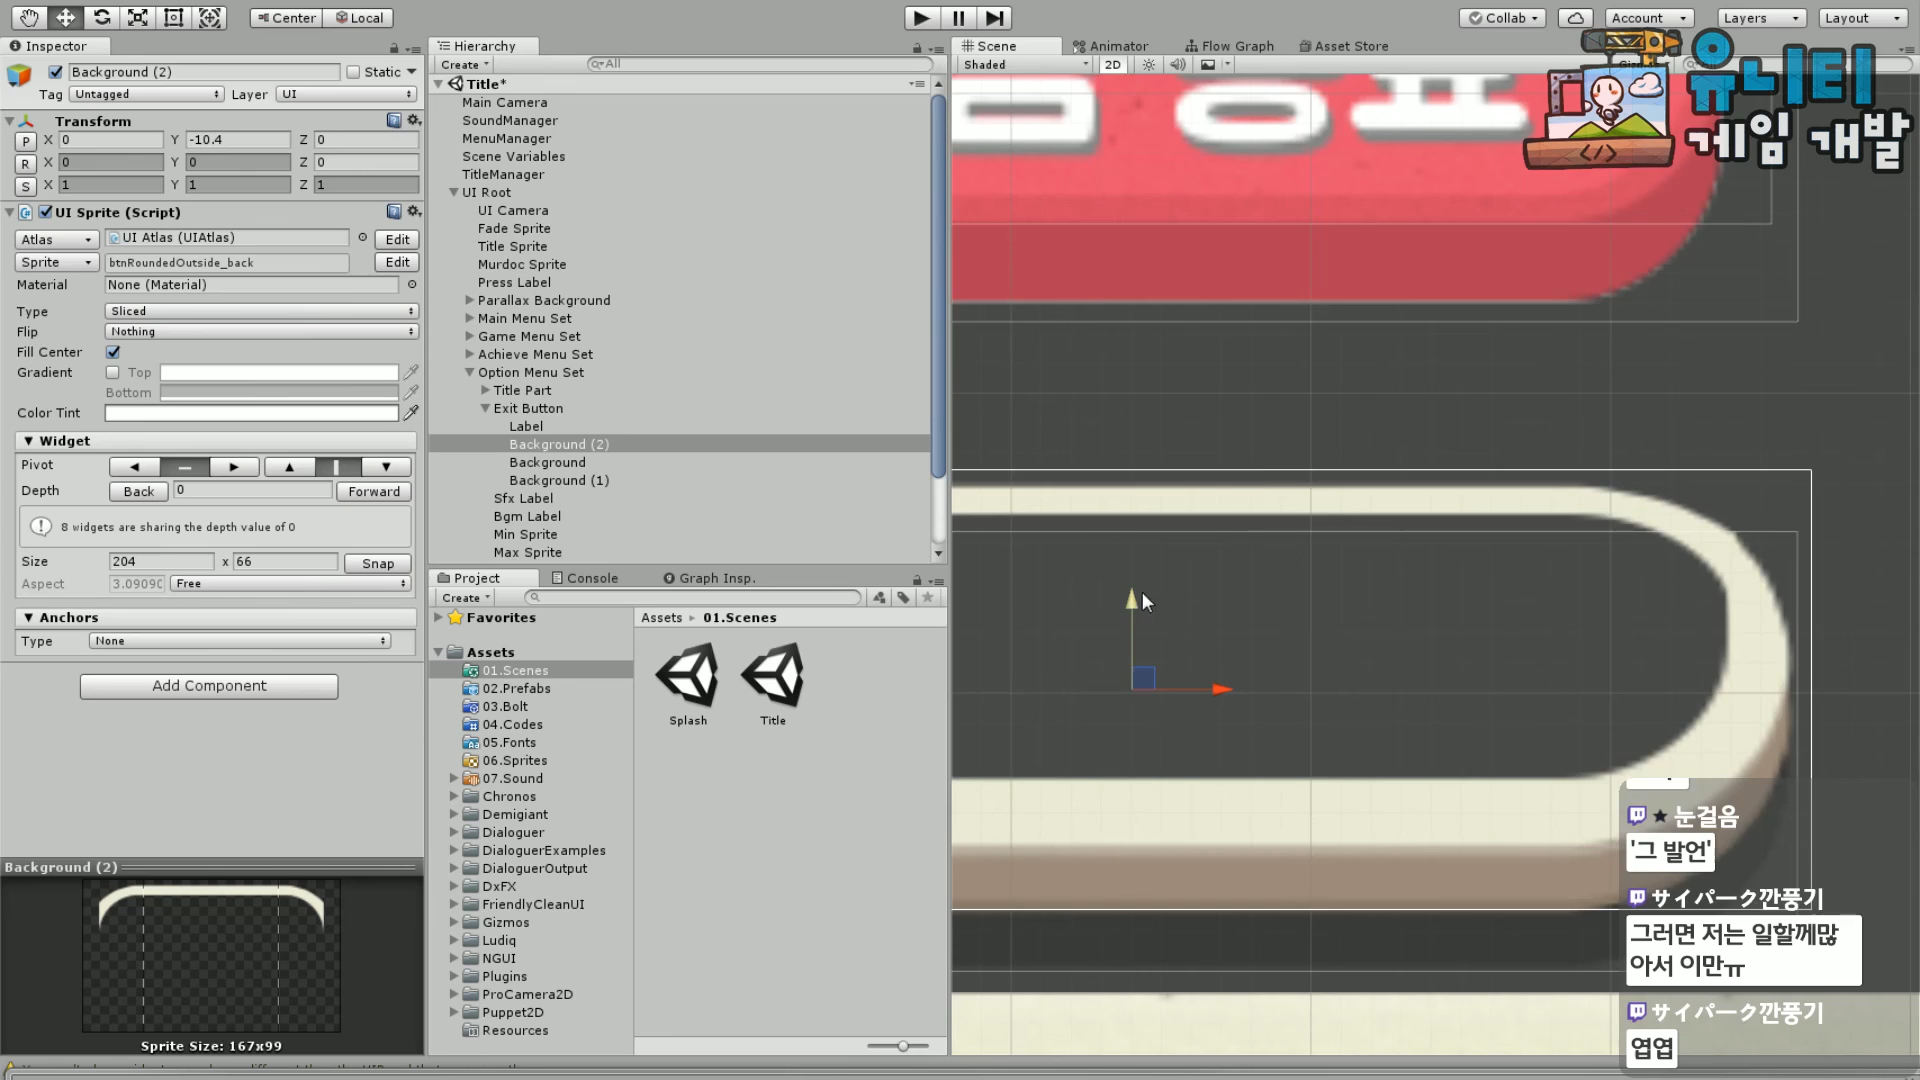 Center
Local
Collab
Account
Layers
Layout
Inspector
Background (2)
Static
Tag
Untagged
Layer
UI
Transform
P
X
0
Y
-10.4
Z
0
R
X
0
Y
0
Z
0
S
X
1
Y
1
Z
1
UI Sprite (Script)
Atlas
UI Atlas (UIAtlas)
Edit
Sprite
btnRoundedOutside_back
Edit
Material
None (Material)
Type
Sliced
Flip
Nothing
Fill Center
Gradient
Top
Bottom
Color Tint
Widget
Pivot
Depth
Back
0
Forward
8 widgets are sharing the depth value of 0
Size
204
x
66
Snap
Aspect
3.0909(
Free
Anchors
Type
None
Add Component
Background (2)
Sprite Size: 167x99
Hierarchy
Create
All
Title*
Main Camera
SoundManager
MenuManager
Scene Variables
TitleManager
UI Root
UI Camera
Fade Sprite
Title Sprite
Murdoc Sprite
Press Label
Parallax Background
Main Menu Set
Game Menu Set
Achieve Menu Set
Option Menu Set
Title Part
Exit Button
Label
Background (2)
Background
Background (1)
Sfx Label
Bgm Label
Min Sprite
Max Sprite
Project
Console
Graph Insp.
Create
Favorites
Assets
01.Scenes
02.Prefabs
03.Bolt
04.Codes
05.Fonts
06.Sprites
07.Sound
Chronos
Demigiant
Dialoguer
DialoguerExamples
DialoguerOutput
DxFX
FriendlyCleanUI
Gizmos
Ludiq
NGUI
Plugins
ProCamera2D
Puppet2D
Resources
Assets
01.Scenes
Splash
Title
Scene
Animator
Flow Graph
Asset Store
Shaded
2D
유니티
게임 개발
</>
눈걸음
'그 발언'
サイパーク깐풍기
그러면 저는 일할께많
아서 이만ㅠ
サイパーク깐풍기
엽엽